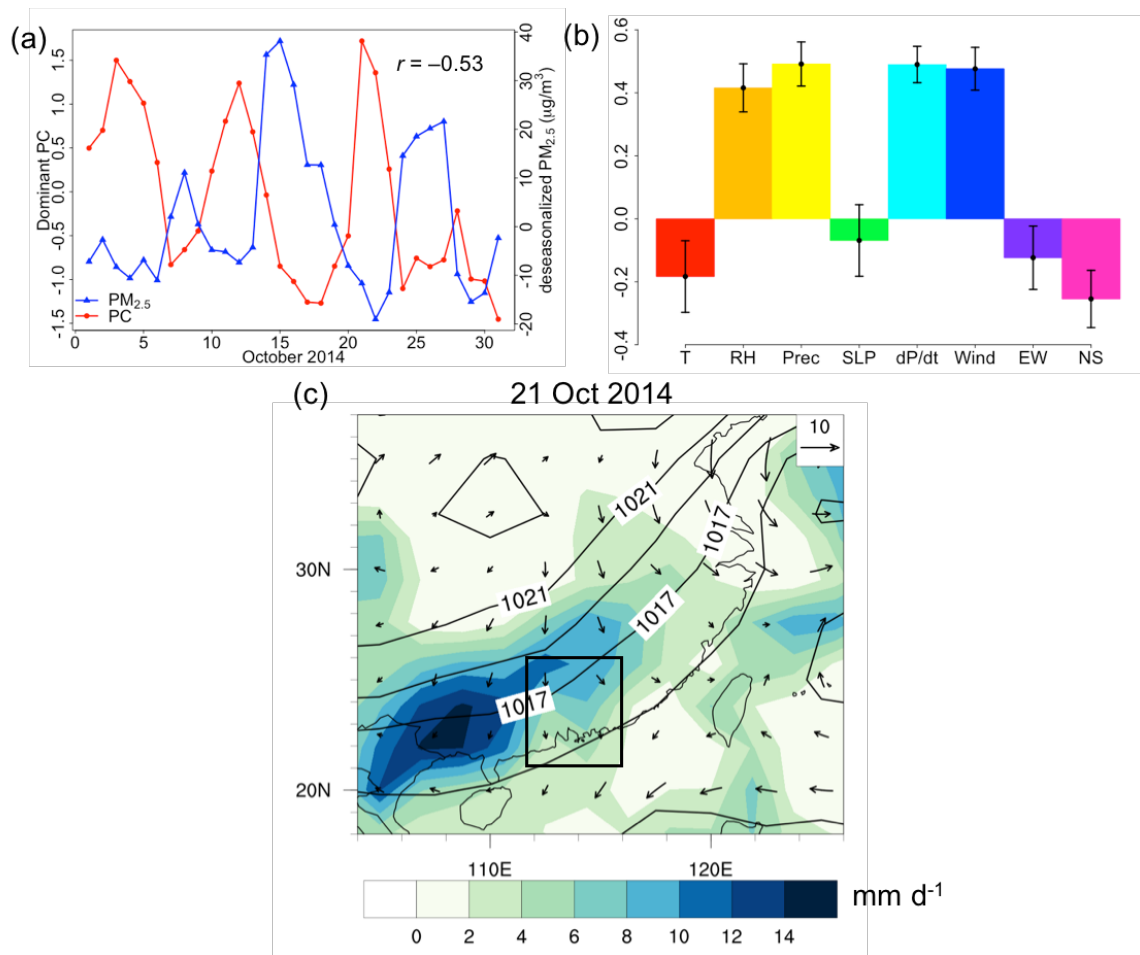 (a)
Dominant PC
1.5
1.0
0.5
0.0
-0.5
-1.0
-1.5
r = –0.53
40
30
20
10
0
-10
-20
deseasonalized PM2.5 (μg/m3)
PM2.5
PC
0 5 10 15 20 25 30
October 2014
(b)
0.6
0.4
0.2
0.0
-0.2
-0.4
T RH Prec SLP dP/dt Wind EW NS
(c) 21 Oct 2014
10
1021
1017
30N
1021
1017
1017
20N
110E 120E
mm d-1
0 2 4 6 8 10 12 14